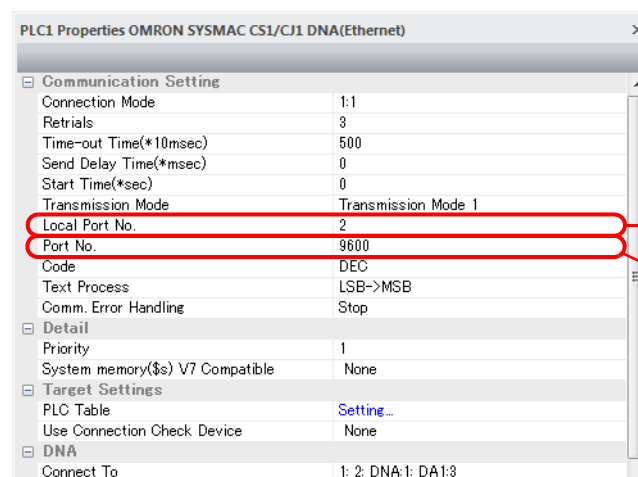 PLC1 Properties OMRON SYSMAC CS1/CJ1 DNA(Ethernet)
Communication Setting
Connection Mode 1:1
Retrials 3
Time-out Time(*10msec) 500
Send Delay Time(*msec) 0
Start Time(*sec) 0
Transmission Mode Transmission Mode 1
Local Port No. 2
Port No. 9600
Code DEC
Text Process LSB->MSB
Comm. Error Handling Stop
Detail
Priority 1
System memory($s) V7 Compatible None
Target Settings
PLC Table Setting...
Use Connection Check Device None
DNA
Connect To 1: 2: DNA:1: DA1:3